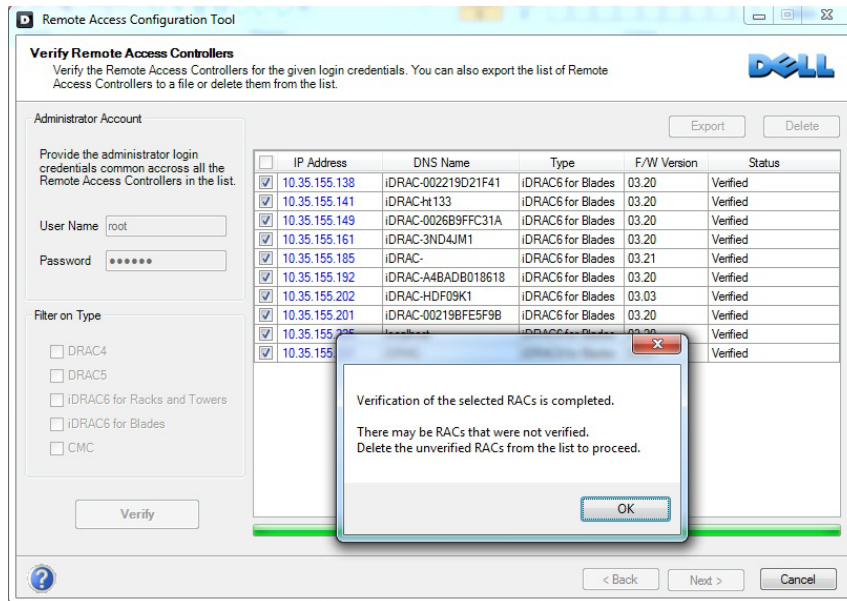 Remote Access Configuration Tool
Verify Remote Access Controllers
Verify the Remote Access Controllers for the given login credentials. You can also export the list of Remote
Access Controllers to a file or delete them from the list.
DELL
Administrator Account
Export Delete
Provide the administrator login
credentials common accross all the
Remote Access Controllers in the list.
User Name root
Password
IP Address DNS Name Type F/W Version Status
10.35.155.138 iDRAC-002219D21F41 iDRAC6 for Blades 03.20 Verified
10.35.155.141 iDRAC-ht133 iDRAC6 for Blades 03.20 Verified
10.35.155.149 iDRAC-0026B9FFC31A iDRAC6 for Blades 03.20 Verified
10.35.155.161 iDRAC-3ND4JM1 iDRAC6 for Blades 03.20 Verified
10.35.155.185 iDRAC- iDRAC6 for Blades 03.21 Verified
10.35.155.192 iDRAC-A4BADB018618 iDRAC6 for Blades 03.20 Verified
10.35.155.202 iDRAC-HDF09K1 iDRAC6 for Blades 03.03 Verified
10.35.155.201 iDRAC-00219BFE5F9B iDRAC6 for Blades 03.20 Verified
10.35.155. Verified
10.35.155. Verified
Filter on Type
DRAC4
DRAC5
iDRAC6 for Racks and Towers
iDRAC6 for Blades
CMC
Verify
Verification of the selected RACs is completed.
There may be RACs that were not verified.
Delete the unverified RACs from the list to proceed.
OK
< Back Next > Cancel